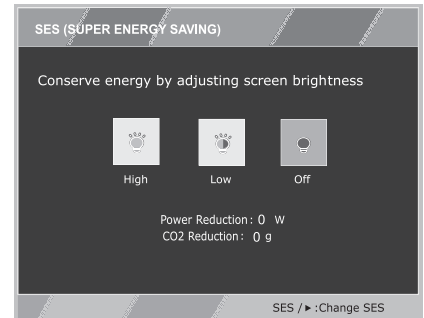 SES (SUPER ENERGY SAVING)
Conserve energy by adjusting screen brightness
High Low Off
Power Reduction: 0 W
CO2 Reduction: 0 g
SES / ►:Change SES